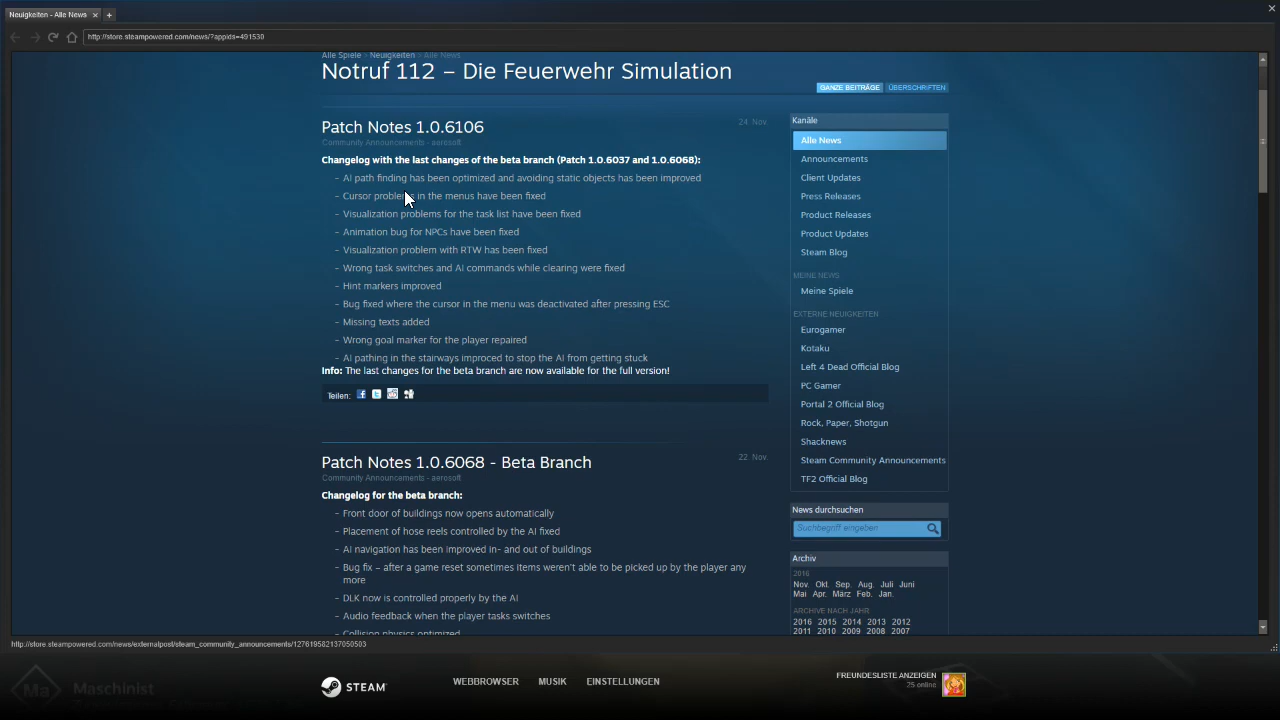 Neuigkeiten - Alle News
http://store.steampowered.com/news/?appids=491530
Alle Spiele > Neuigkeiten > Alle News
Notruf 112 – Die Feuerwehr Simulation
GANZE BEITRÄGE ÜBERSCHRIFTEN
Patch Notes 1.0.6106
24. Nov.
Community Announcements - aerosoft
Changelog with the last changes of the beta branch (Patch 1.0.6037 and 1.0.6068):
– AI path finding has been optimized and avoiding static objects has been improved
– Cursor problems in the menus have been fixed
– Visualization problems for the task list have been fixed
– Animation bug for NPCs have been fixed
– Visualization problem with RTW has been fixed
– Wrong task switches and AI commands while clearing were fixed
– Hint markers improved
– Bug fixed where the cursor in the menu was deactivated after pressing ESC
– Missing texts added
– Wrong goal marker for the player repaired
– AI pathing in the stairways improced to stop the AI from getting stuck
Info: The last changes for the beta branch are now available for the full version!
Teilen:
Patch Notes 1.0.6068 - Beta Branch
22. Nov.
Community Announcements - aerosoft
Changelog for the beta branch:
– Front door of buildings now opens automatically
– Placement of hose reels controlled by the AI fixed
– AI navigation has been improved in- and out of buildings
– Bug fix – after a game reset sometimes items weren't able to be picked up by the player any
more
– DLK now is controlled properly by the AI
– Audio feedback when the player tasks switches
– Collision physics optimized
Kanäle
Alle News
Announcements
Client Updates
Press Releases
Product Releases
Product Updates
Steam Blog
MEINE NEWS
Meine Spiele
EXTERNE NEUIGKEITEN
Eurogamer
Kotaku
Left 4 Dead Official Blog
PC Gamer
Portal 2 Official Blog
Rock, Paper, Shotgun
Shacknews
Steam Community Announcements
TF2 Official Blog
News durchsuchen
Suchbegriff eingeben
Archiv
2016
Nov. Okt. Sep. Aug. Juli Juni
Mai Apr. März Feb. Jan.
ARCHIVE NACH JAHR
2016 2015 2014 2013 2012
2011 2010 2009 2008 2007
http://store.steampowered.com/news/externalpost/steam_community_announcements/127619582137050503
Ma Maschinist
STEAM
WEBBROWSER MUSIK EINSTELLUNGEN
FREUNDESLISTE ANZEIGEN
25 online